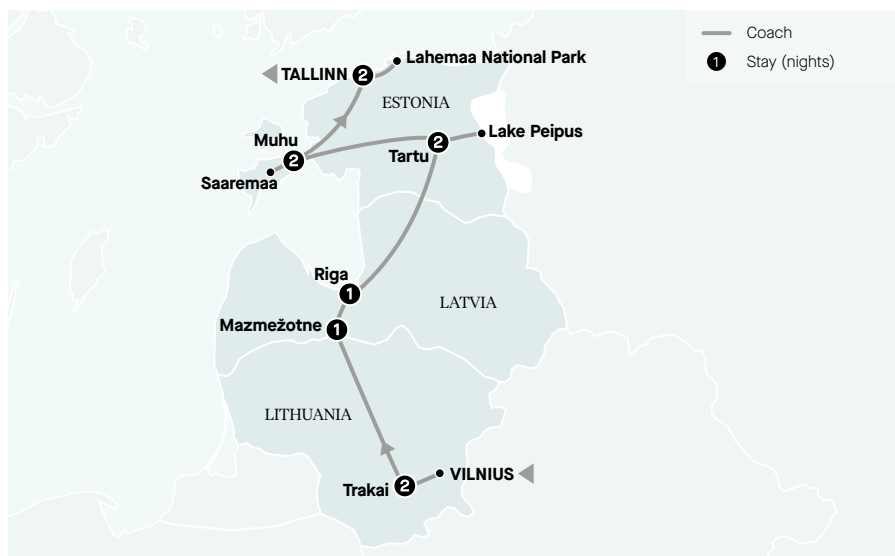 Coach
1 Stay (nights)
Lahemaa National Park
TALLINN 2
ESTONIA
Lake Peipus
Muhu
2
2
Tartu
Saaremaa
Riga
1
LATVIA
Mazmežotne 1
LITHUANIA
VILNIUS
Trakai 2